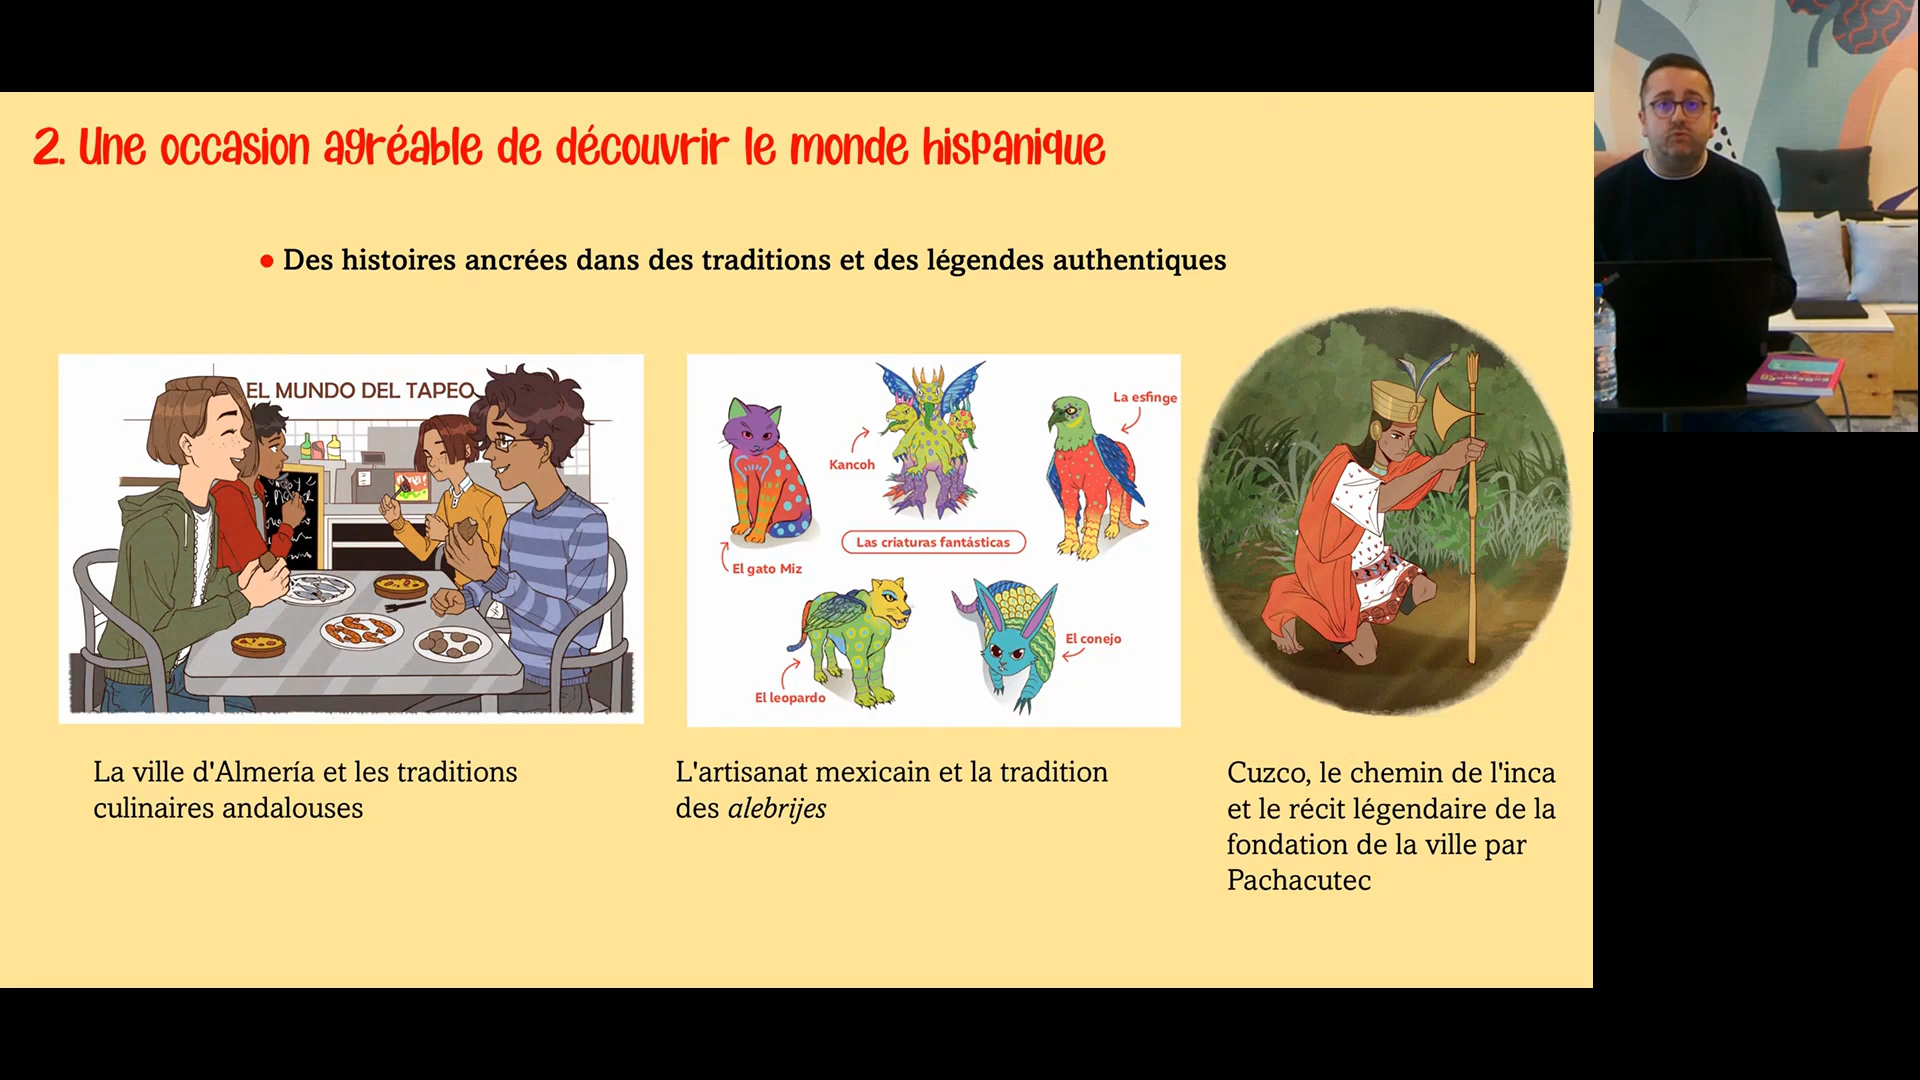 2. Une occasion agréable de découvrir le monde hispanique
• Des histoires ancrées dans des traditions et des légendes authentiques
EL MUNDO DEL TAPEO
La esfinge
Kancoh
Las criaturas fantásticas
El gato Miz
El conejo
El leopardo
La ville d'Almería et les traditions
culinaires andalouses
L'artisanat mexicain et la tradition
des alebrijes
Cuzco, le chemin de l'inca
et le récit légendaire de la
fondation de la ville par
Pachacutec